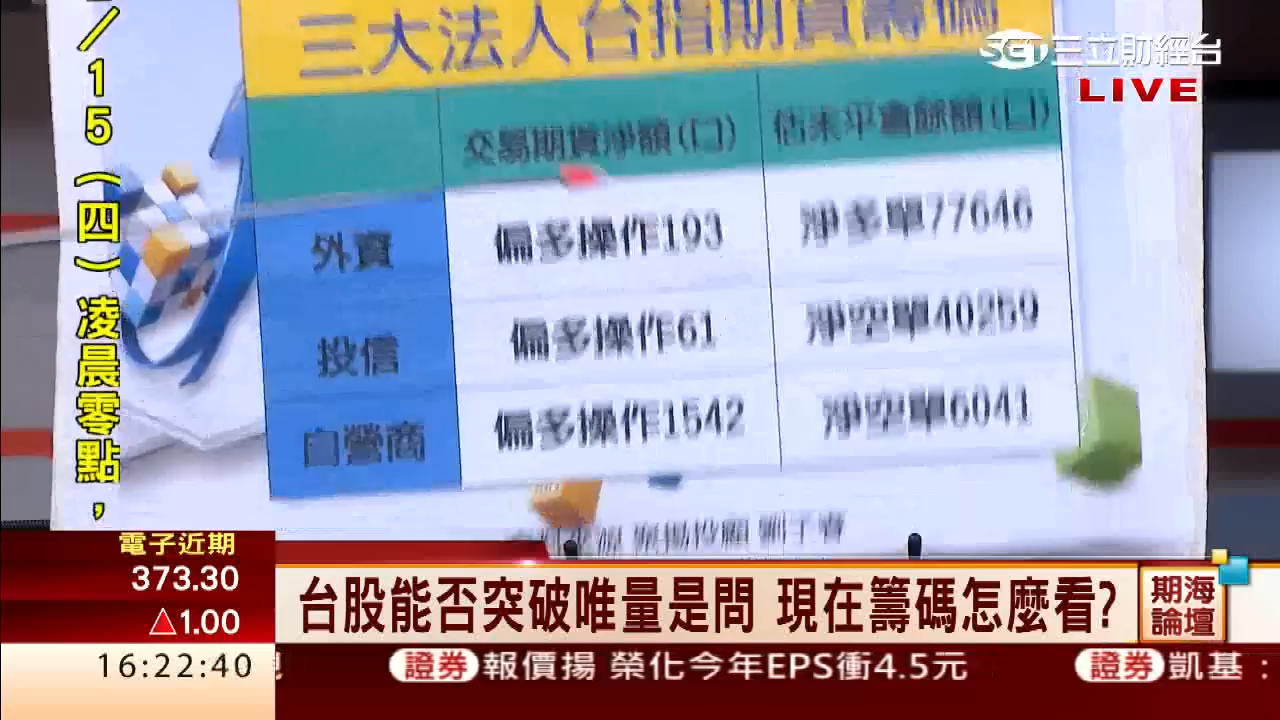 三大法人台指期貨籌碼
SET三立財經台
LIVE
/15(四)凌晨零點,
交易期貨淨額(口)
估未平倉餘額(口)
外資
偏多操作193
淨多單77646
投信
偏多操作61
淨空單40259
自營商
偏多操作1542
淨空單6041
電子近期
373.30
△1.00
台股能否突破唯量是問 現在籌碼怎麼看?
期海
論壇
16:22:40
證券 報價揚 榮化今年EPS衝4.5元
證券 凱基: